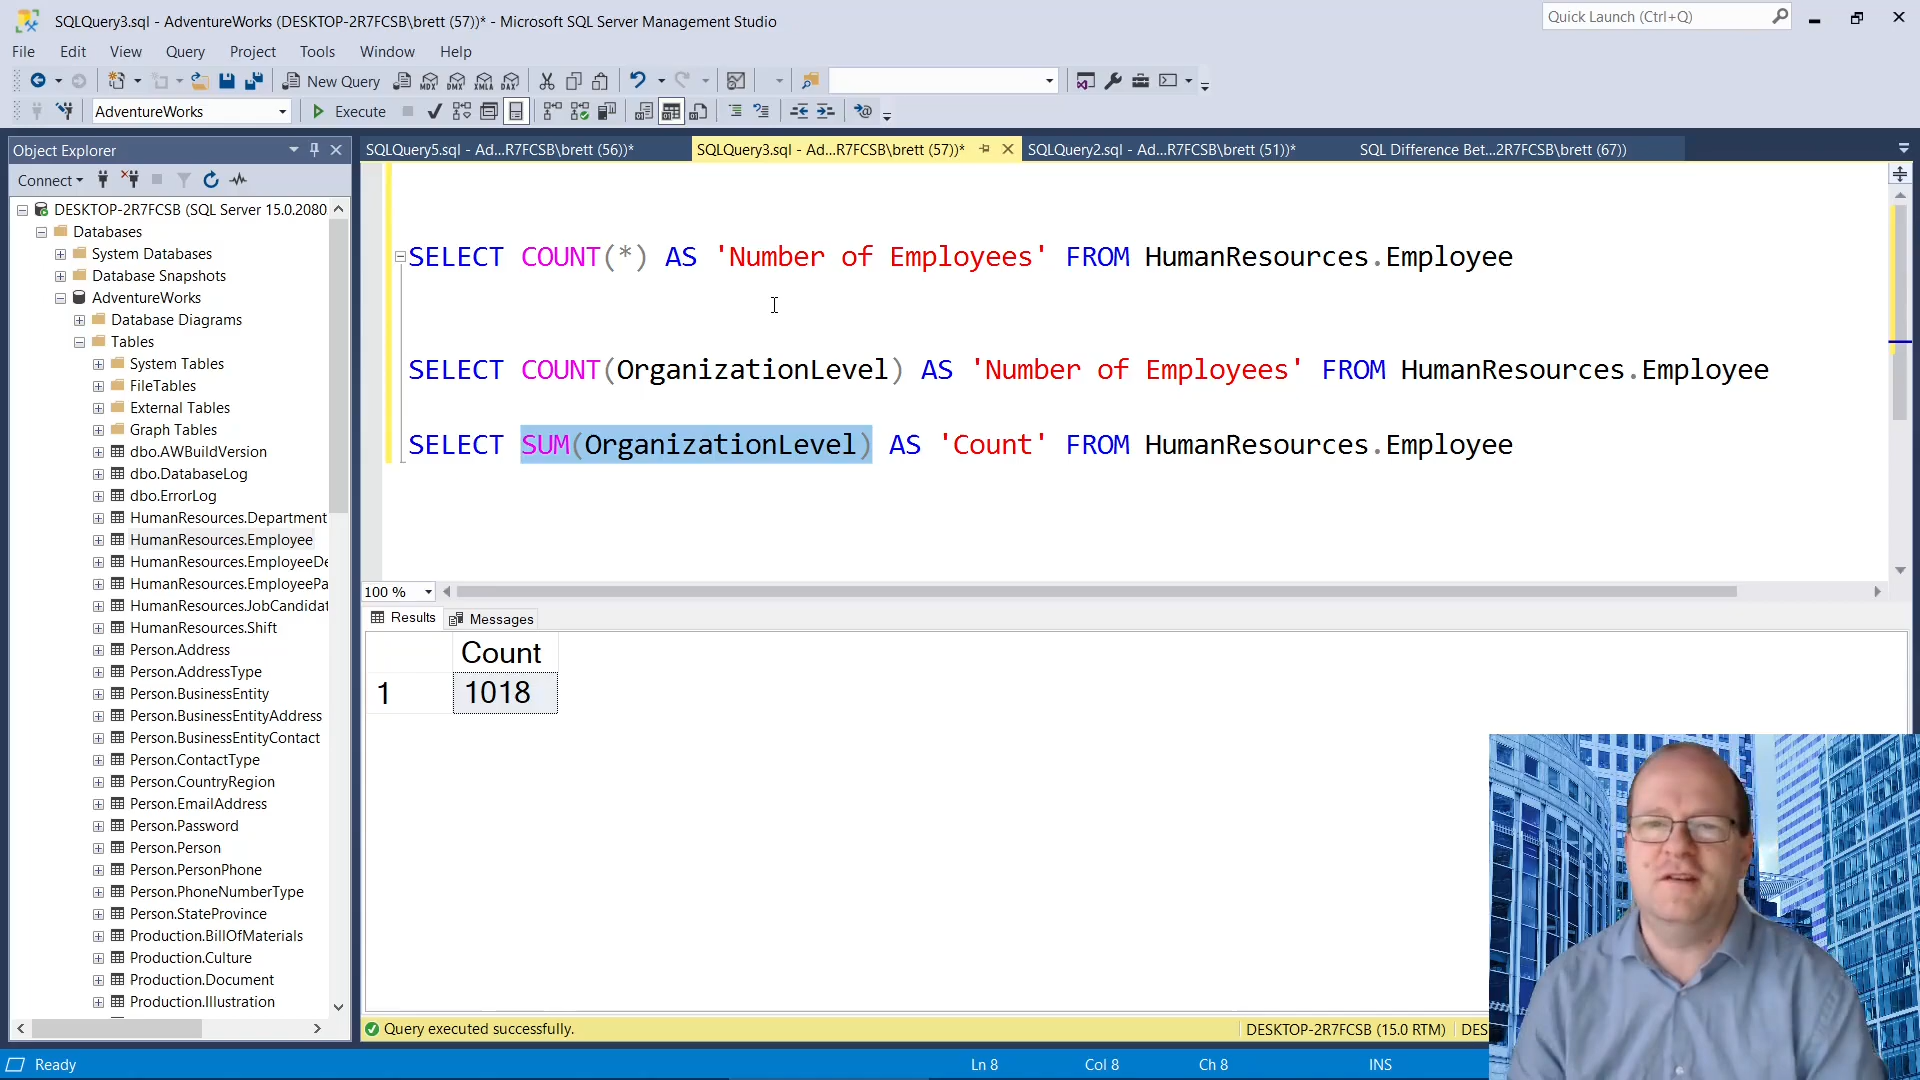 SQLQuery3.sql - AdventureWorks (DESKTOP-2R7FCSB\brett (57))* - Microsoft SQL Server Management Studio
Quick Launch (Ctrl+Q)
File Edit View Query Project Tools Window Help
New Query
AdventureWorks Execute
Object Explorer
SQLQuery5.sql - Ad...R7FCSB\brett (56))* SQLQuery3.sql - Ad...R7FCSB\brett (57))* SQLQuery2.sql - Ad...R7FCSB\brett (51))* SQL Difference Bet...2R7FCSB\brett (67))
Connect
DESKTOP-2R7FCSB (SQL Server 15.0.2080
Databases
System Databases
Database Snapshots
AdventureWorks
Database Diagrams
Tables
System Tables
FileTables
External Tables
Graph Tables
dbo.AWBuildVersion
dbo.DatabaseLog
dbo.ErrorLog
HumanResources.Department
HumanResources.Employee
HumanResources.EmployeeDe
HumanResources.EmployeePa
HumanResources.JobCandidat
HumanResources.Shift
Person.Address
Person.AddressType
Person.BusinessEntity
Person.BusinessEntityAddress
Person.BusinessEntityContact
Person.ContactType
Person.CountryRegion
Person.EmailAddress
Person.Password
Person.Person
Person.PersonPhone
Person.PhoneNumberType
Person.StateProvince
Production.BillOfMaterials
Production.Culture
Production.Document
Production.Illustration
SELECT COUNT(*) AS 'Number of Employees' FROM HumanResources.Employee
SELECT COUNT(OrganizationLevel) AS 'Number of Employees' FROM HumanResources.Employee
SELECT SUM(OrganizationLevel) AS 'Count' FROM HumanResources.Employee
100 %
Results Messages
Count
1 1018
Query executed successfully. DESKTOP-2R7FCSB (15.0 RTM) DES
Ready Ln 8 Col 8 Ch 8 INS